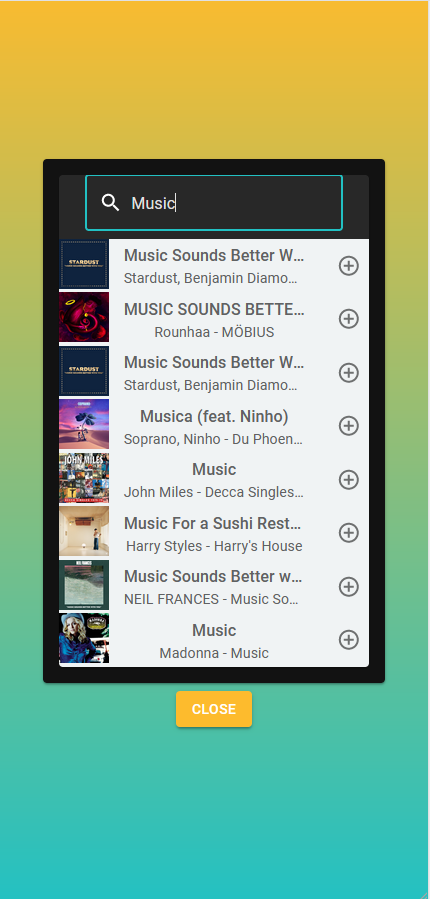 Music
STARDUST
Music Sounds Better W...
Stardust, Benjamin Diamo...
MUSIC SOUNDS BETTE...
Rounhaa - MÖBIUS
STARDUST
Music Sounds Better W...
Stardust, Benjamin Diamo...
Musica (feat. Ninho)
Soprano, Ninho - Du Phoen...
JOHN MILES
Music
John Miles - Decca Singles...
Music For a Sushi Rest...
Harry Styles - Harry's House
NEIL FRANCES
Music Sounds Better w...
NEIL FRANCES - Music So...
Music
Madonna - Music
CLOSE